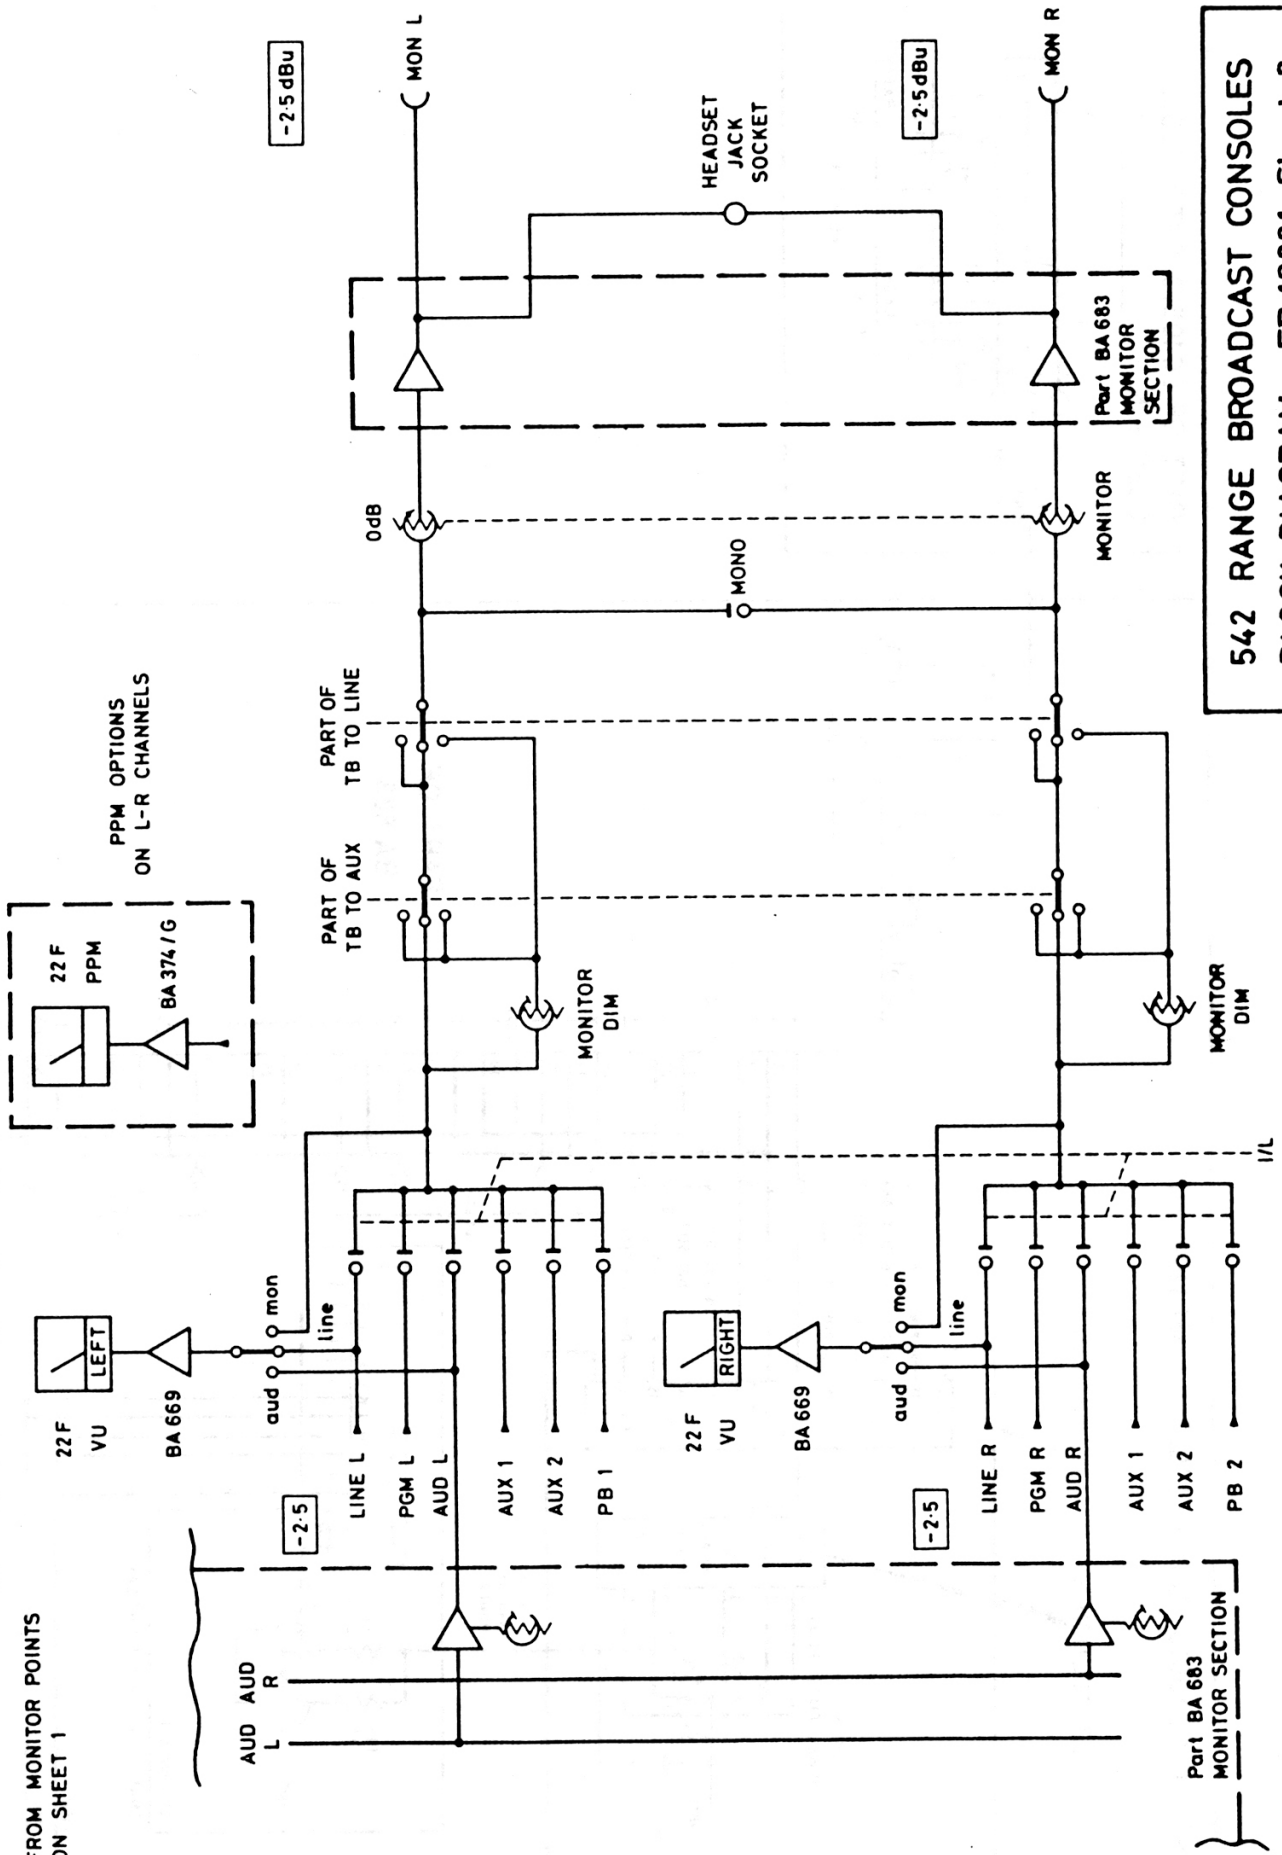 FROM MONITOR POINTS
ON SHEET 1
AUD AUD
L R
Part BA 683
MONITOR SECTION
-2·5
22 F
VU
LEFT
BA 669
aud
line
mon
LINE L
PGM L
AUD L
AUX 1
AUX 2
PB 1
-2·5
22 F
VU
RIGHT
BA 669
aud
line
mon
LINE R
PGM R
AUD R
AUX 1
AUX 2
PB 2
I/L
22 F
PPM
BA 374/G
PPM OPTIONS
ON L-R CHANNELS
MONITOR
DIM
MONITOR
DIM
PART OF
TB TO AUX
PART OF
TB TO LINE
MONO
0dB
MONITOR
Part BA 683
MONITOR
SECTION
HEADSET
JACK
SOCKET
-2·5 dBu
MON L
-2·5 dBu
MON R
542 RANGE BROADCAST CONSOLES